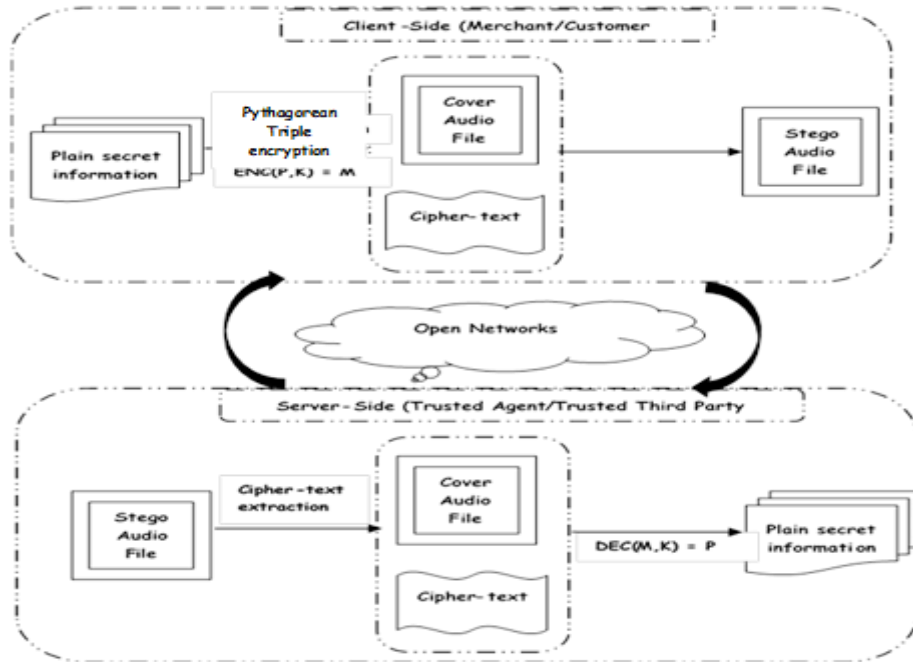 Client-Side (Merchant/Customer
Plain secret
information
Pythagorean
Triple
encryption
ENC(P,K) = M
Cover
Audio
File
Cipher-text
Stego
Audio
File
Open Networks
Server-Side (Trusted Agent/Trusted Third Party
Stego
Audio
File
Cipher-text
extraction
Cover
Audio
File
Cipher-text
DEC(M,K) = P
Plain secret
information